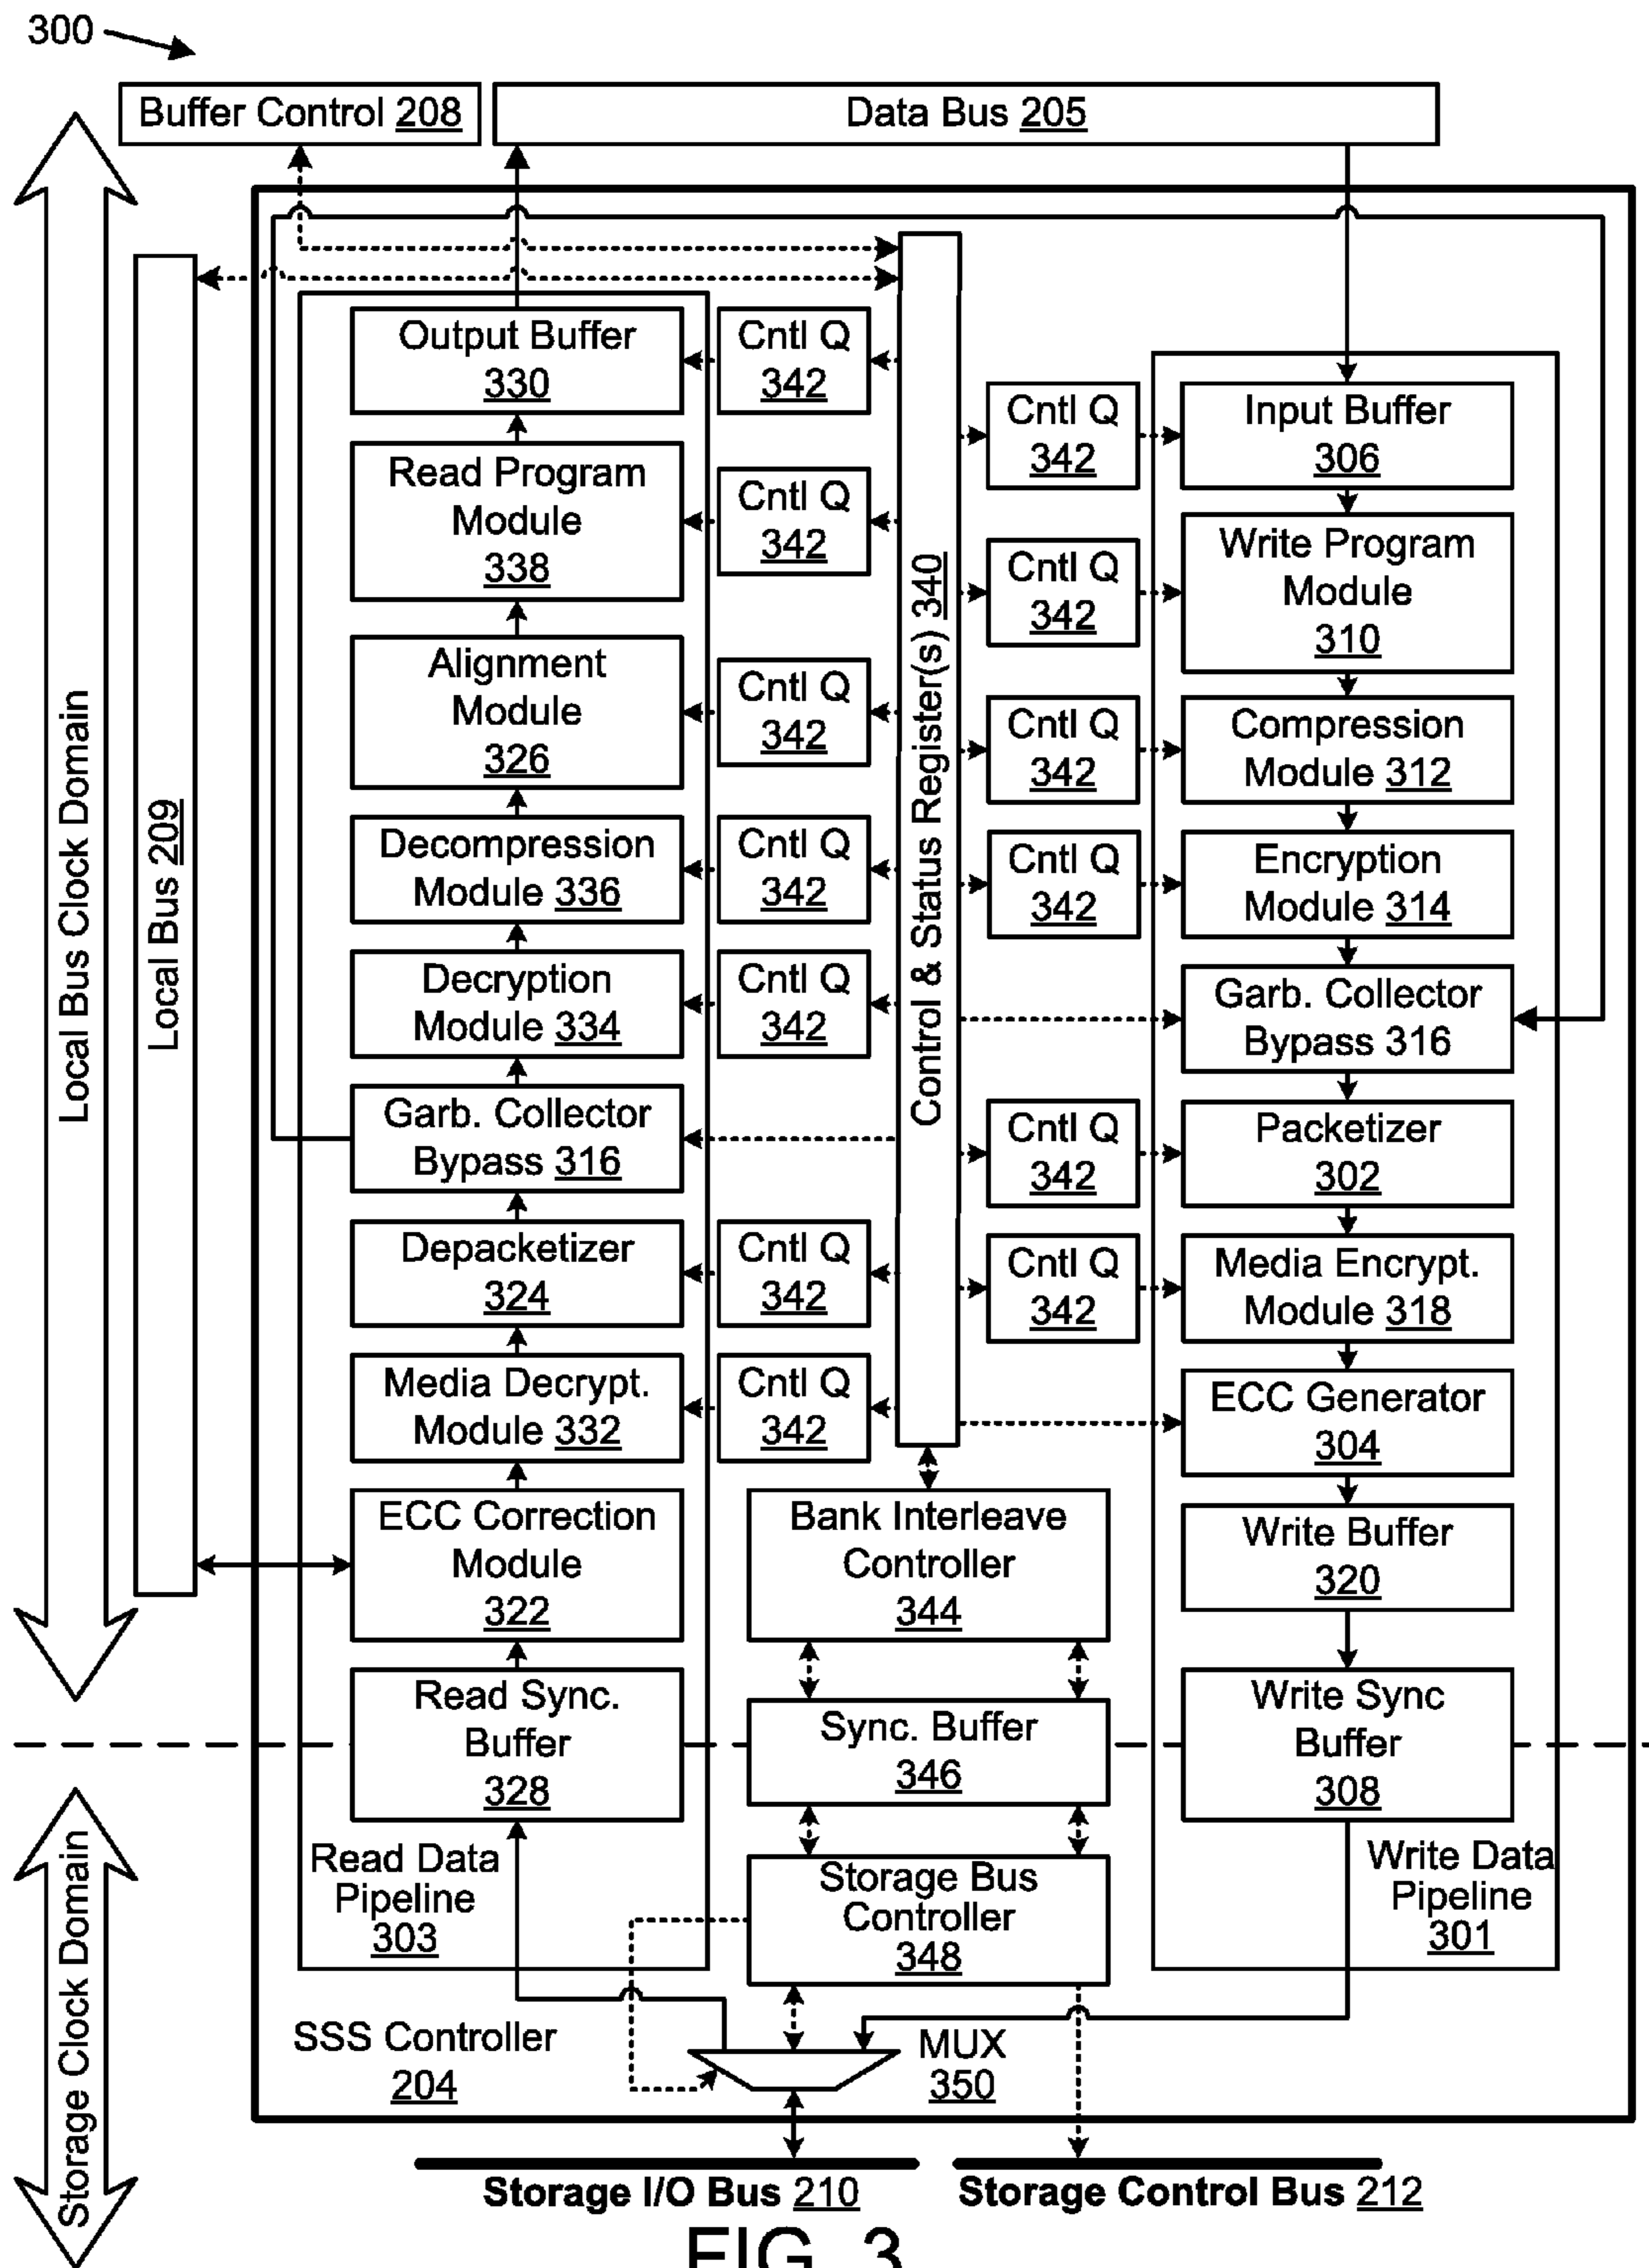 300
Buffer Control 208
Data Bus 205
Local Bus Clock Domain
Local Bus 209
Output Buffer
330
Read Program
Module
338
Alignment
Module
326
Decompression
Module 336
Decryption
Module 334
Garb. Collector
Bypass 316
Depacketizer
324
Media Decrypt.
Module 332
ECC Correction
Module
322
Read Sync.
Buffer
328
Read Data
Pipeline
303
Cntl Q
342
Cntl Q
342
Cntl Q
342
Cntl Q
342
Cntl Q
342
Cntl Q
342
Cntl Q
342
Control & Status Register(s) 340
Bank Interleave
Controller
344
Sync. Buffer
346
Storage Bus
Controller
348
Cntl Q
342
Cntl Q
342
Cntl Q
342
Cntl Q
342
Cntl Q
342
Cntl Q
342
Input Buffer
306
Write Program
Module
310
Compression
Module 312
Encryption
Module 314
Garb. Collector
Bypass 316
Packetizer
302
Media Encrypt.
Module 318
ECC Generator
304
Write Buffer
320
Write Sync
Buffer
308
Write Data
Pipeline
301
Storage Clock Domain
SSS Controller
204
MUX
350
Storage I/O Bus 210
Storage Control Bus 212
FIG. 3